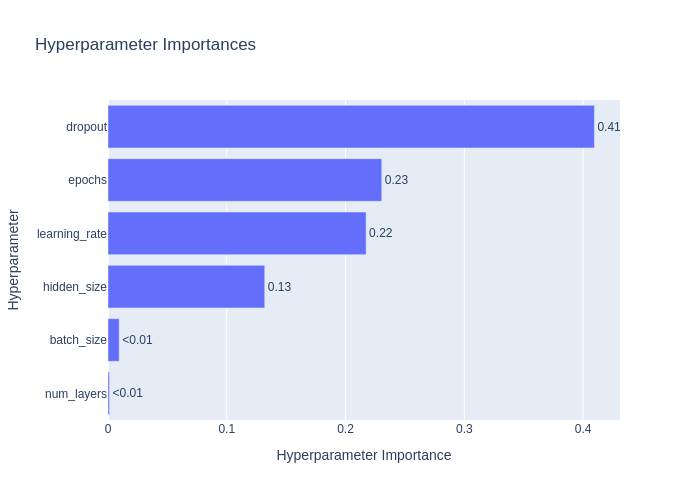 Hyperparameter Importances
Hyperparameter
dropout 0.41
epochs 0.23
learning_rate 0.22
hidden_size 0.13
batch_size <0.01
num_layers <0.01
0 0.1 0.2 0.3 0.4
Hyperparameter Importance